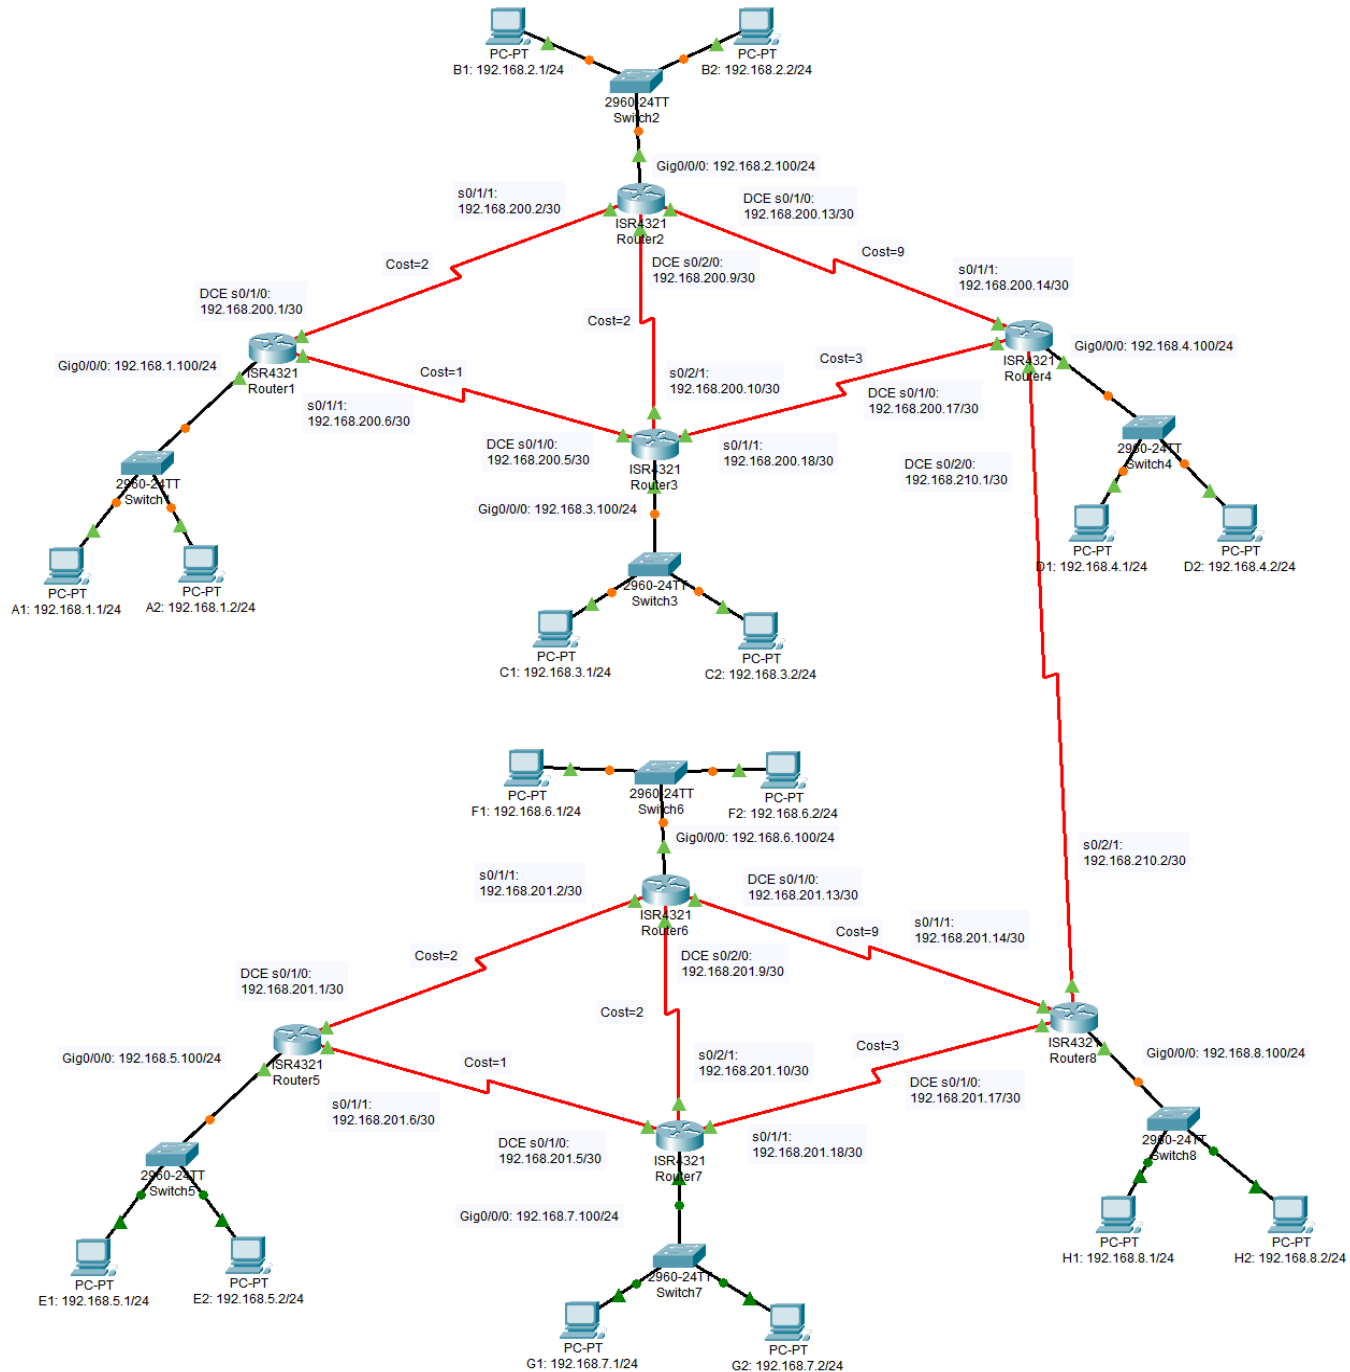 PC-PT
B1: 192.168.2.1/24
PC-PT
B2: 192.168.2.2/24
2960-24TT
Switch2
Gig0/0/0: 192.168.2.100/24
s0/1/1:
192.168.200.2/30
DCE s0/1/0:
192.168.200.13/30
ISR4321
Router2
Cost=2
DCE s0/2/0:
192.168.200.9/30
Cost=9
s0/1/1:
192.168.200.14/30
DCE s0/1/0:
192.168.200.1/30
Cost=2
Gig0/0/0: 192.168.1.100/24
ISR4321
Router1
Gig0/0/0: 192.168.4.100/24
ISR4321
Router4
Cost=1
Cost=3
s0/2/1:
192.168.200.10/30
s0/1/1:
192.168.200.6/30
DCE s0/1/0:
192.168.200.17/30
DCE s0/1/0:
192.168.200.5/30
s0/1/1:
192.168.200.18/30
ISR4321
Router3
DCE s0/2/0:
192.168.210.1/30
2960-24TT
Switch4
2960-24TT
Switch1
Gig0/0/0: 192.168.3.100/24
PC-PT
D1: 192.168.4.1/24
PC-PT
D2: 192.168.4.2/24
PC-PT
A1: 192.168.1.1/24
PC-PT
A2: 192.168.1.2/24
2960-24TT
Switch3
PC-PT
C1: 192.168.3.1/24
PC-PT
C2: 192.168.3.2/24
PC-PT
F1: 192.168.6.1/24
2960-24TT
Switch6
PC-PT
F2: 192.168.6.2/24
Gig0/0/0: 192.168.6.100/24
s0/2/1:
192.168.210.2/30
s0/1/1:
192.168.201.2/30
DCE s0/1/0:
192.168.201.13/30
ISR4321
Router6
s0/1/1:
192.168.201.14/30
Cost=2
DCE s0/2/0:
192.168.201.9/30
Cost=9
DCE s0/1/0:
192.168.201.1/30
Cost=2
Gig0/0/0: 192.168.5.100/24
ISR4321
Router5
Cost=1
s0/2/1:
192.168.201.10/30
Cost=3
ISR4321
Router8
Gig0/0/0: 192.168.8.100/24
DCE s0/1/0:
192.168.201.17/30
s0/1/1:
192.168.201.6/30
DCE s0/1/0:
192.168.201.5/30
s0/1/1:
192.168.201.18/30
ISR4321
Router7
2960-24TT
Switch8
2960-24TT
Switch5
Gig0/0/0: 192.168.7.100/24
PC-PT
H1: 192.168.8.1/24
PC-PT
H2: 192.168.8.2/24
PC-PT
E1: 192.168.5.1/24
PC-PT
E2: 192.168.5.2/24
2960-24TT
Switch7
PC-PT
G1: 192.168.7.1/24
PC-PT
G2: 192.168.7.2/24